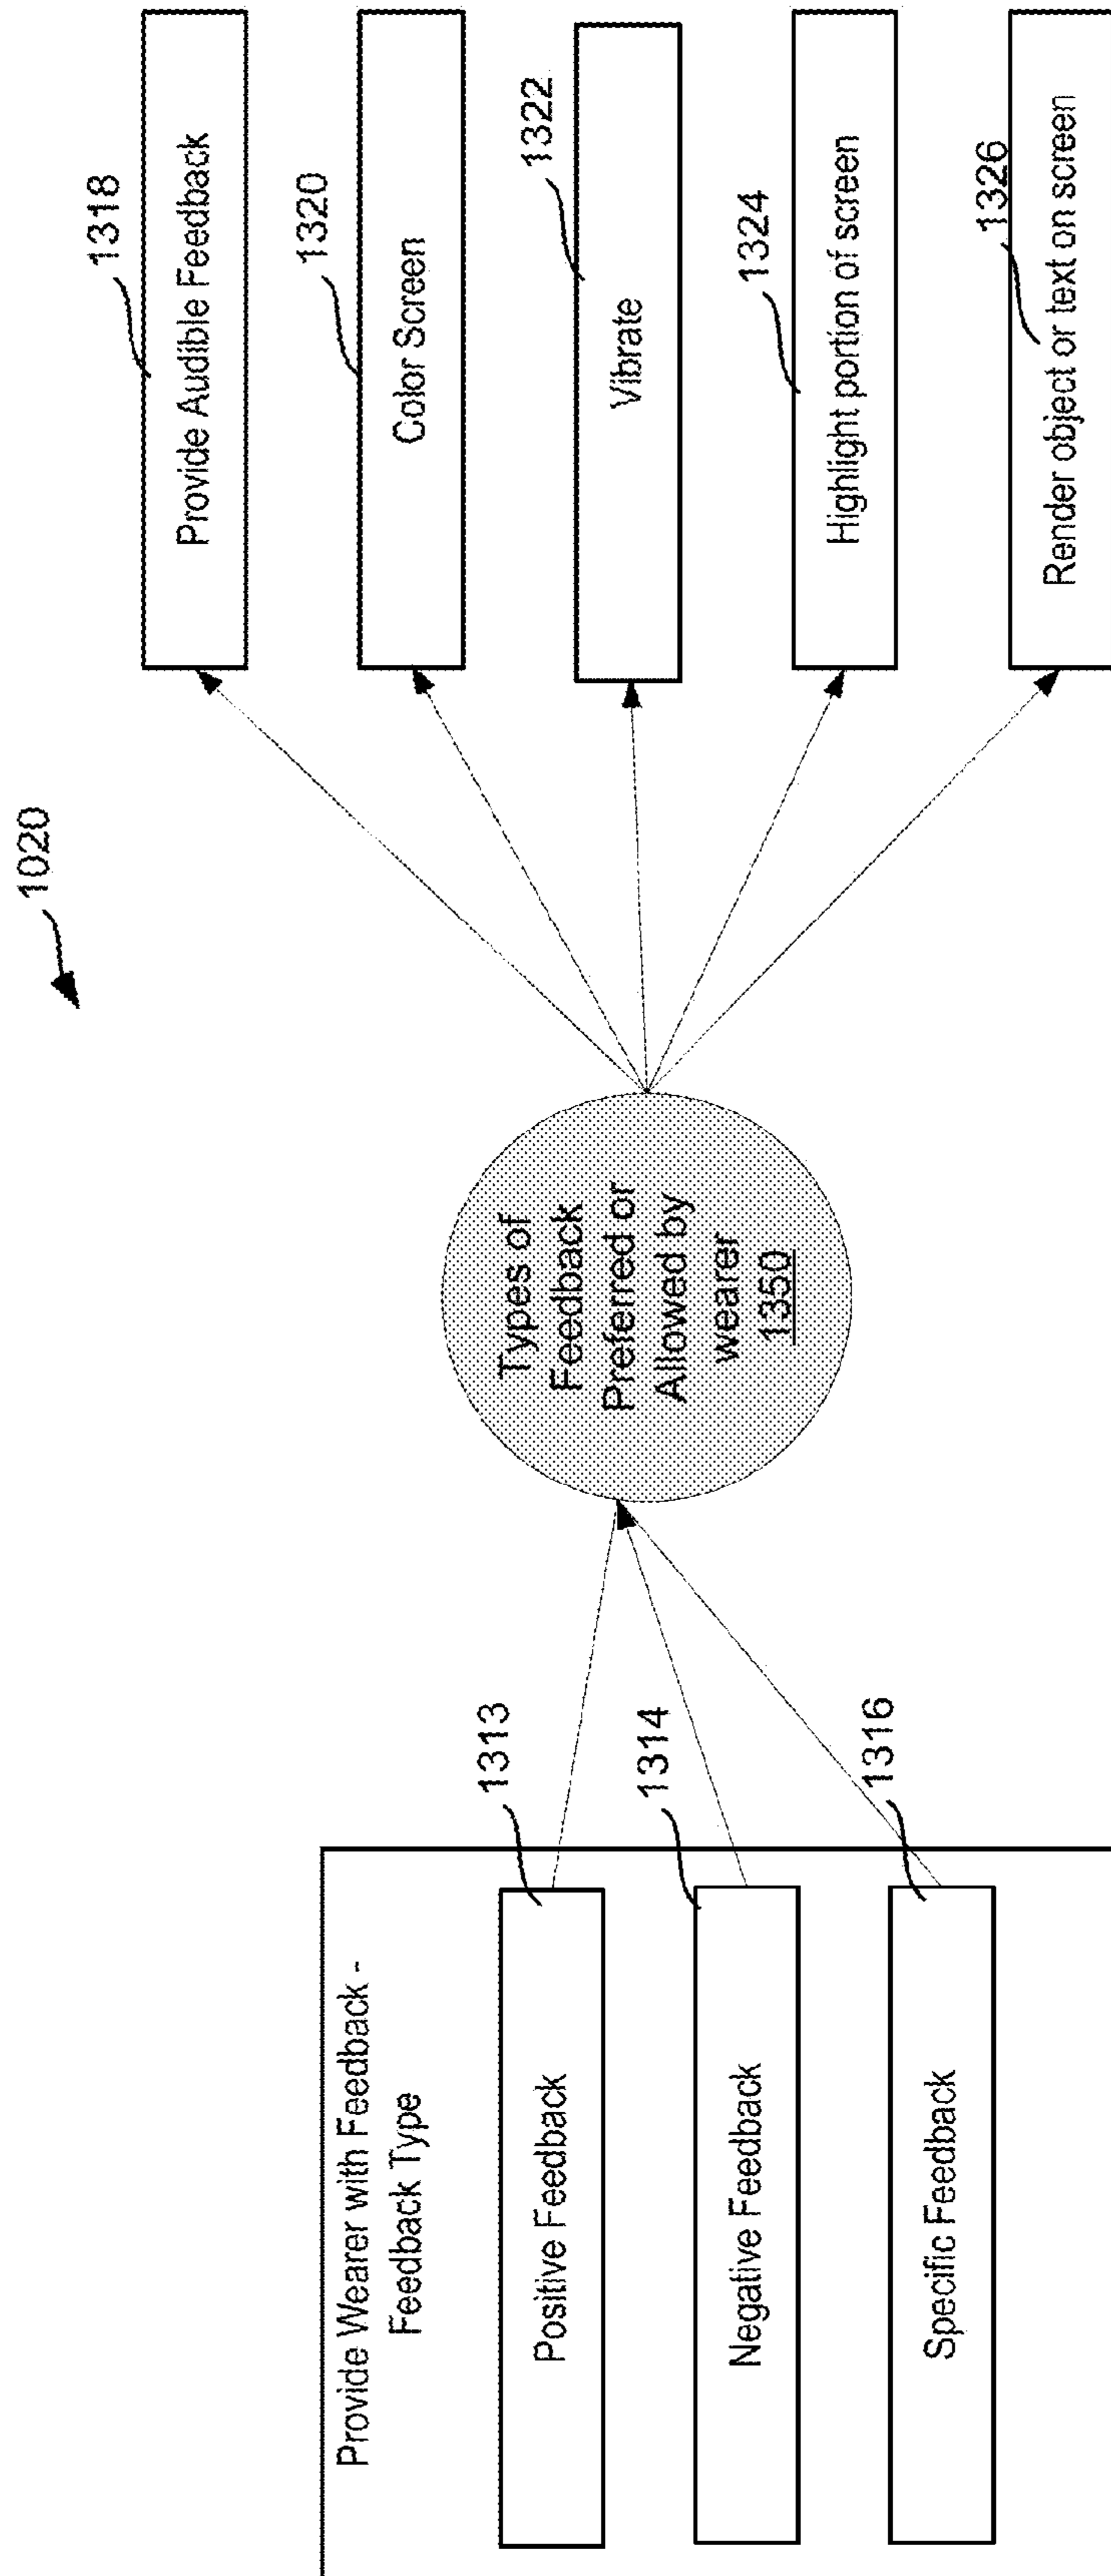 1020
Provide Wearer with Feedback -
Feedback Type
Positive Feedback
1313
Negative Feedback
1314
Specific Feedback
1316
Types of
Feedback
Preferred or
Allowed by
wearer
1350
1318
Provide Audible Feedback
1320
Color Screen
1322
Vibrate
1324
Highlight portion of screen
1326
Render object or text on screen